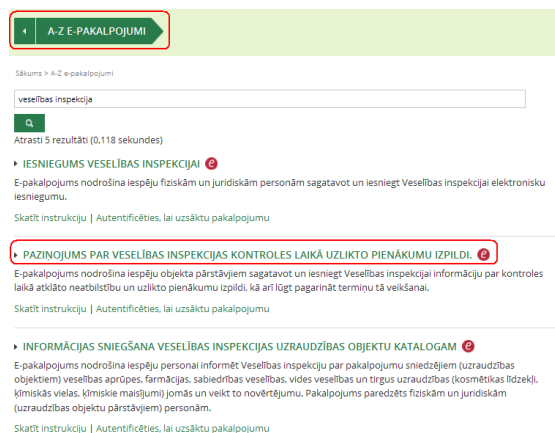 A-Z E-PAKALPOJUMI
Sākums > A-Z e-pakalpojumi
veselības inspekcija
Atrasti 5 rezultāti (0,118 sekundes)
IESNIEGUMS VESELĪBAS INSPEKCIJAI e
E-pakalpojums nodrošina iespēju fiziskām un juridiskām personām sagatavot un iesniegt Veselības inspekcijai elektronisku
iesniegumu.
Skatīt instrukciju | Autentificēties, lai uzsāktu pakalpojumu
PAZIŅOJUMS PAR VESELĪBAS INSPEKCIJAS KONTROLES LAIKĀ UZLIKTO PIENĀKUMU IZPILDI. e
E-pakalpojums nodrošina iespēju objekta pārstāvjiem sagatavot un iesniegt Veselības inspekcijai informāciju par kontroles
laikā atklāto neatbilstību un uzlikto pienākumu izpildi, kā arī lūgt pagarināt termiņu tā veikšanai.
Skatīt instrukciju | Autentificēties, lai uzsāktu pakalpojumu
INFORMĀCIJAS SNIEGŠANA VESELĪBAS INSPEKCIJAS UZRAUDZĪBAS OBJEKTU KATALOGAM e
E-pakalpojums nodrošina iespēju personai informēt Veselības inspekciju par pakalpojumu sniedzējiem (uzraudzības
objektiem) veselības aprūpes, farmācijas, sabiedrības veselības, vides veselības un tirgus uzraudzības (kosmētikas līdzekļi,
ķīmiskās vielas, ķīmiskie maisījumi) jomās un veikt to novērtējumu. Pakalpojums paredzēts fiziskām un juridiskām
(uzraudzības objektu pārstāvjiem) personām.
Skatīt instrukciju | Autentificēties, lai uzsāktu pakalpojumu